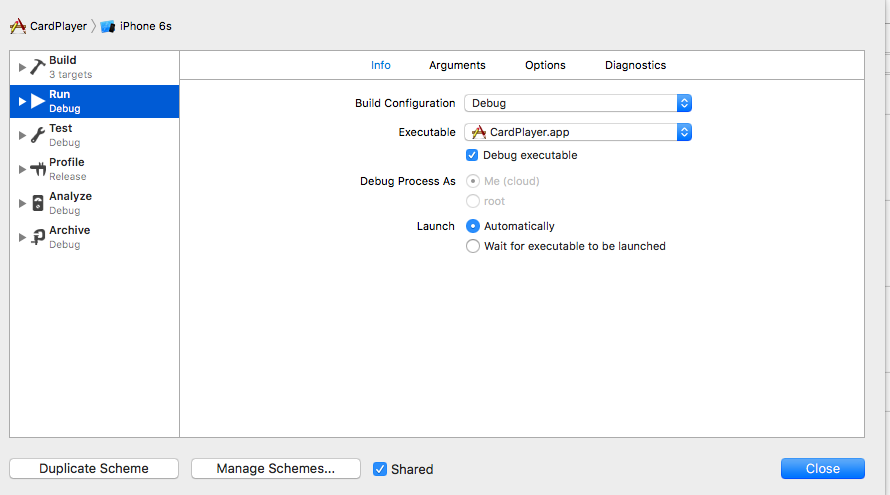 CardPlayer iPhone 6s
Build
3 targets
Run
Debug
Test
Debug
Profile
Release
Analyze
Debug
Archive
Debug
Info Arguments Options Diagnostics
Build Configuration Debug
Executable CardPlayer.app
Debug executable
Debug Process As Me (cloud)
root
Launch Automatically
Wait for executable to be launched
Duplicate Scheme Manage Schemes... Shared Close